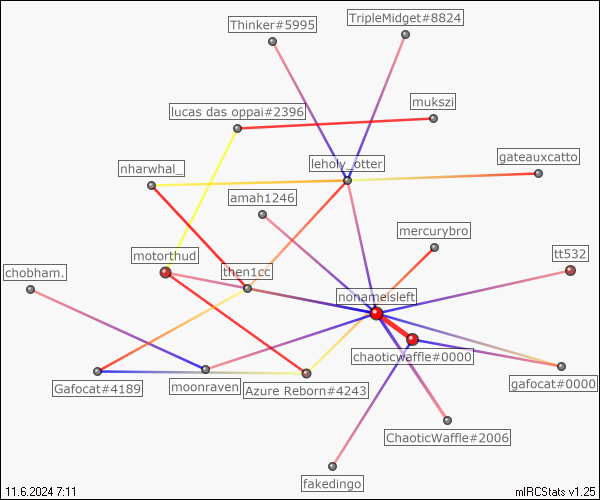 Thinker#5995
TripleMidget#8824
lucas das oppai#2396
mukszi
leholy_otter
gateauxcatto
nharwhal_
amah1246
mercurybro
motorthud
tt532
chobham.
then1cc
nonameisleft
chaoticwaffle#0000
Gafocat#4189
moonraven
Azure Reborn#4243
gafocat#0000
ChaoticWaffle#2006
fakedingo
11.6.2024 7:11
mIRCStats v1.25